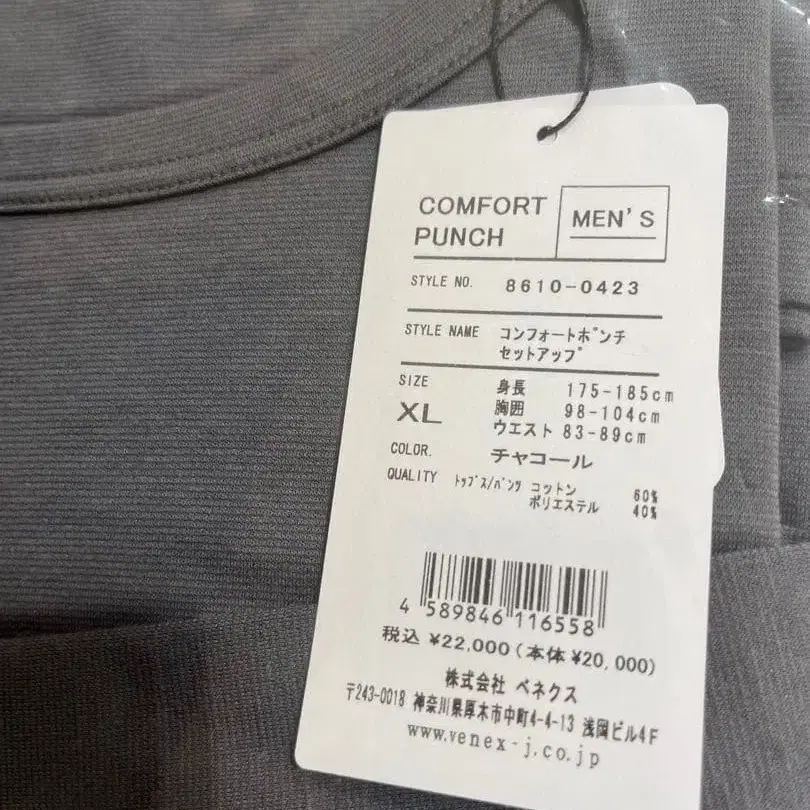 COMFORT
PUNCH
MEN'S
STYLE NO. 8610-0423
STYLE NAME コンフォートポンチ
セットアップ
SIZE 身長 175-185cm
XL 胸囲 98-104cm
ウエスト 83-89cm
COLOR. チャコール
QUALITY トップス/パンツ コットン 60%
ポリエステル 40%
4 589846 116558
税込 ¥22,000(本体 ¥20,000)
株式会社 ベネクス
〒243-0018 神奈川県厚木市中町4-4-13 浅岡ビル4F
www.venex-j.co.jp